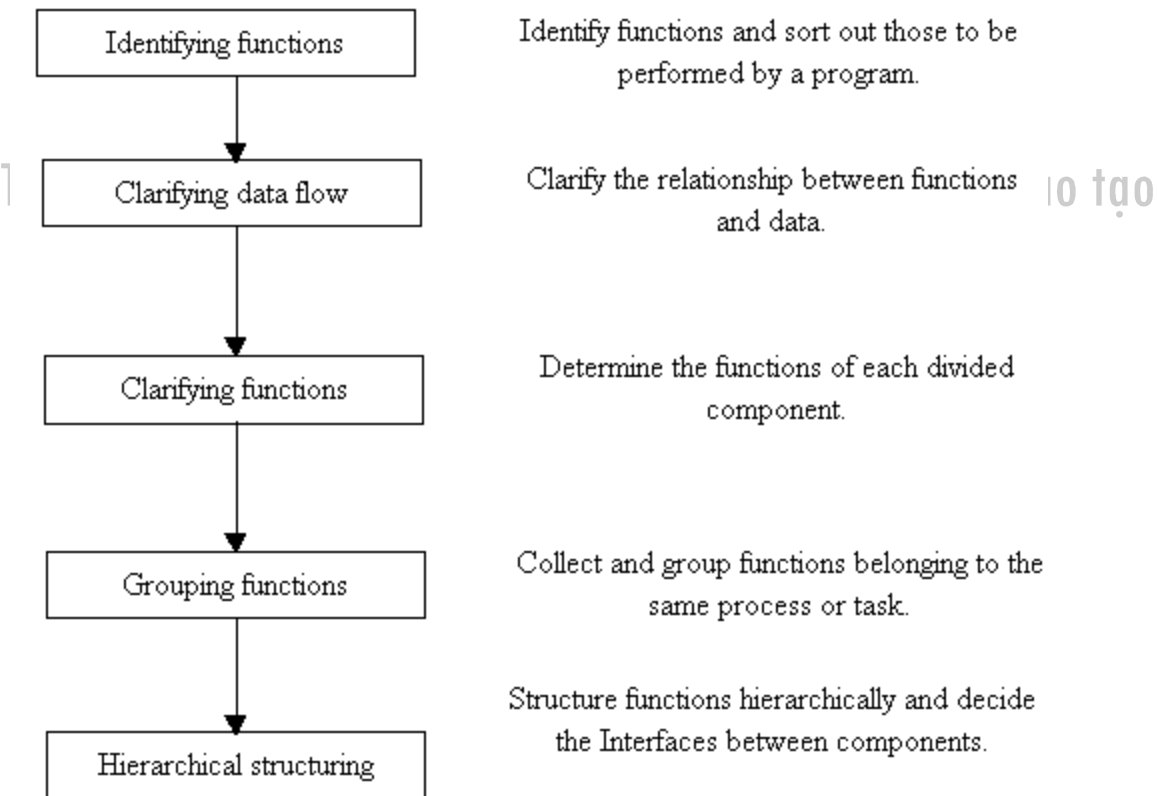 Identifying functions
Identify functions and sort out those to be
performed by a program.
Clarifying data flow
Clarify the relationship between functions
and data.
tạo
Clarifying functions
Determine the functions of each divided
component.
Grouping functions
Collect and group functions belonging to the
same process or task.
Structure functions hierarchically and decide
the Interfaces between components.
Hierarchical structuring